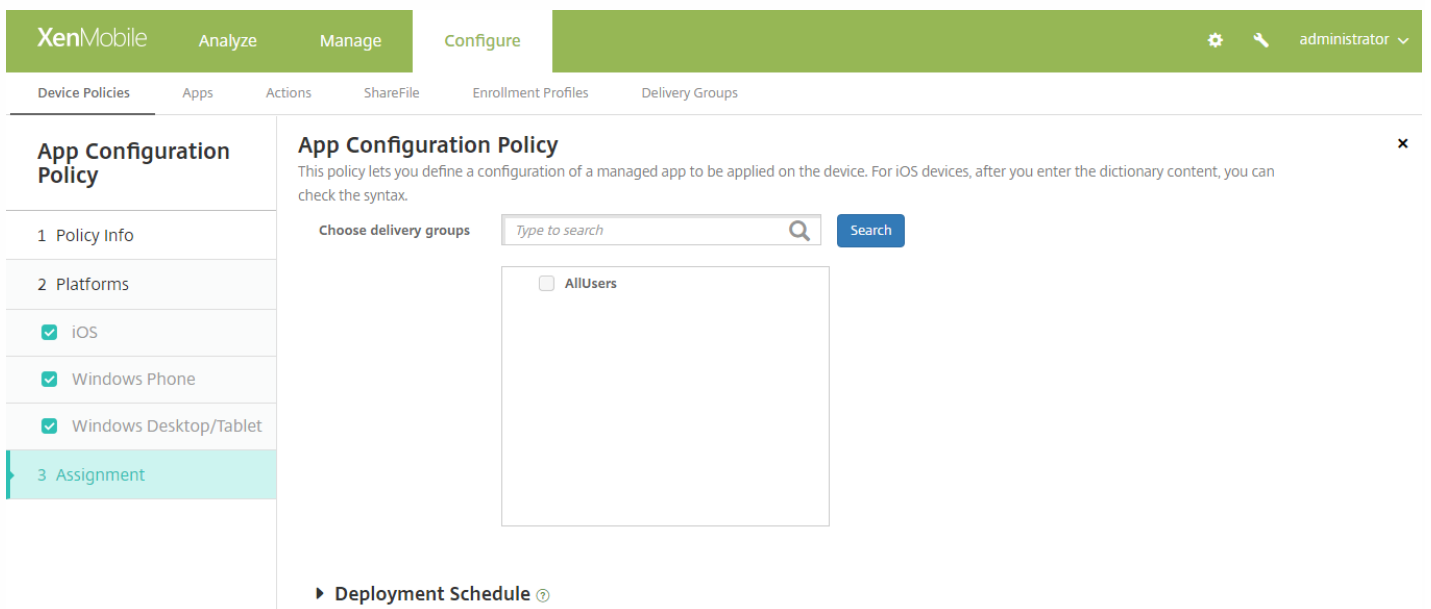 XenMobile Analyze Manage Configure administrator
Device Policies Apps Actions ShareFile Enrollment Profiles Delivery Groups
App Configuration
Policy
1 Policy Info
2 Platforms
iOS
Windows Phone
Windows Desktop/Tablet
3 Assignment
App Configuration Policy
This policy lets you define a configuration of a managed app to be applied on the device. For iOS devices, after you enter the dictionary content, you can
check the syntax.
Choose delivery groups Type to search Search
AllUsers
Deployment Schedule ?